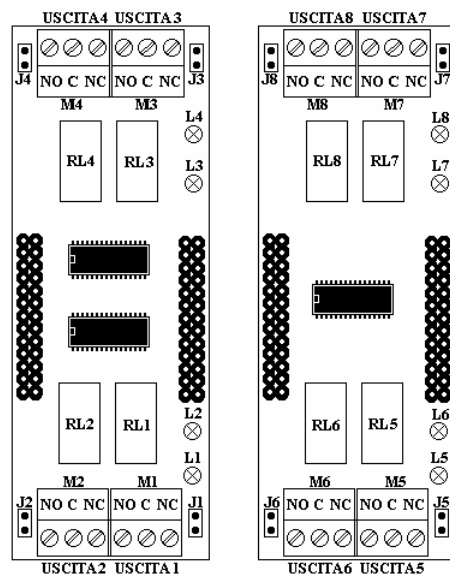 USCITA4 USCITA3
J4 NO C NC NO C NC J3
M4 M3
L4
RL4 RL3
L3
L2
RL2 RL1
L1
M2 M1
J2 NO C NC NO C NC J1
USCITA2 USCITA1
USCITA8 USCITA7
J8 NO C NC NO C NC J7
M8 M7
L8
RL8 RL7
L7
L6
RL6 RL5
L5
M6 M5
J6 NO C NC NO C NC J5
USCITA6 USCITA5